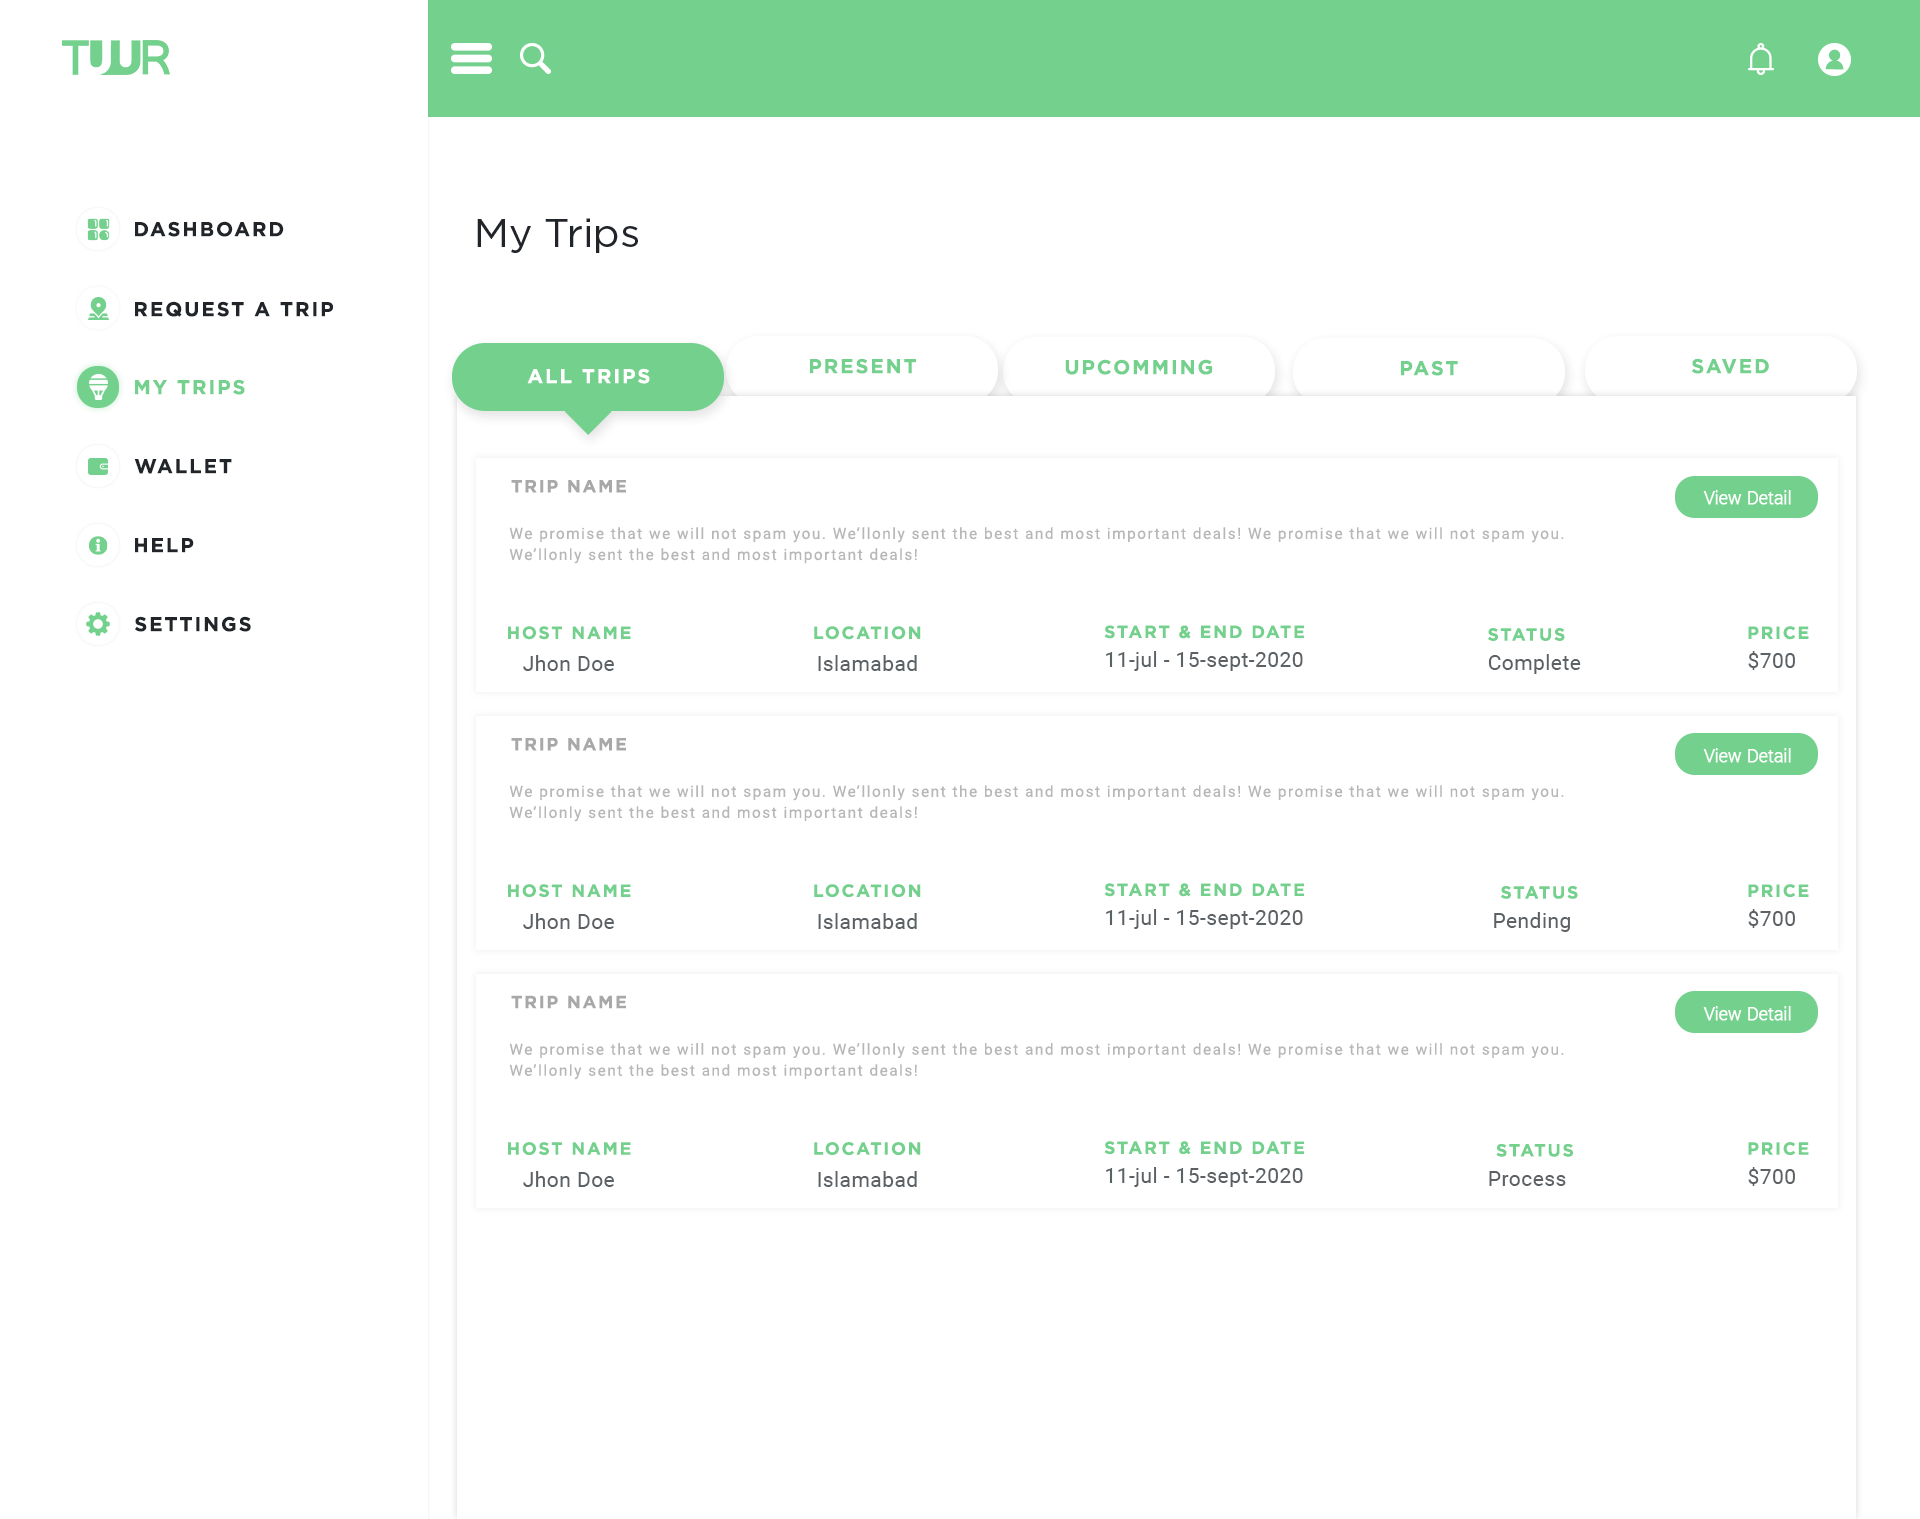 TUUR
DASHBOARD
REQUEST A TRIP
MY TRIPS
WALLET
HELP
SETTINGS
My Trips
ALL TRIPS
PRESENT
UPCOMMING
PAST
SAVED
TRIP NAME
View Detail
We promise that we will not spam you. We’llonly sent the best and most important deals! We promise that we will not spam you.
We’llonly sent the best and most important deals!
HOST NAME LOCATION START & END DATE STATUS PRICE
Jhon Doe Islamabad 11-jul - 15-sept-2020 Complete $700
TRIP NAME
View Detail
We promise that we will not spam you. We’llonly sent the best and most important deals! We promise that we will not spam you.
We’llonly sent the best and most important deals!
HOST NAME LOCATION START & END DATE STATUS PRICE
Jhon Doe Islamabad 11-jul - 15-sept-2020 Pending $700
TRIP NAME
View Detail
We promise that we will not spam you. We’llonly sent the best and most important deals! We promise that we will not spam you.
We’llonly sent the best and most important deals!
HOST NAME LOCATION START & END DATE STATUS PRICE
Jhon Doe Islamabad 11-jul - 15-sept-2020 Process $700